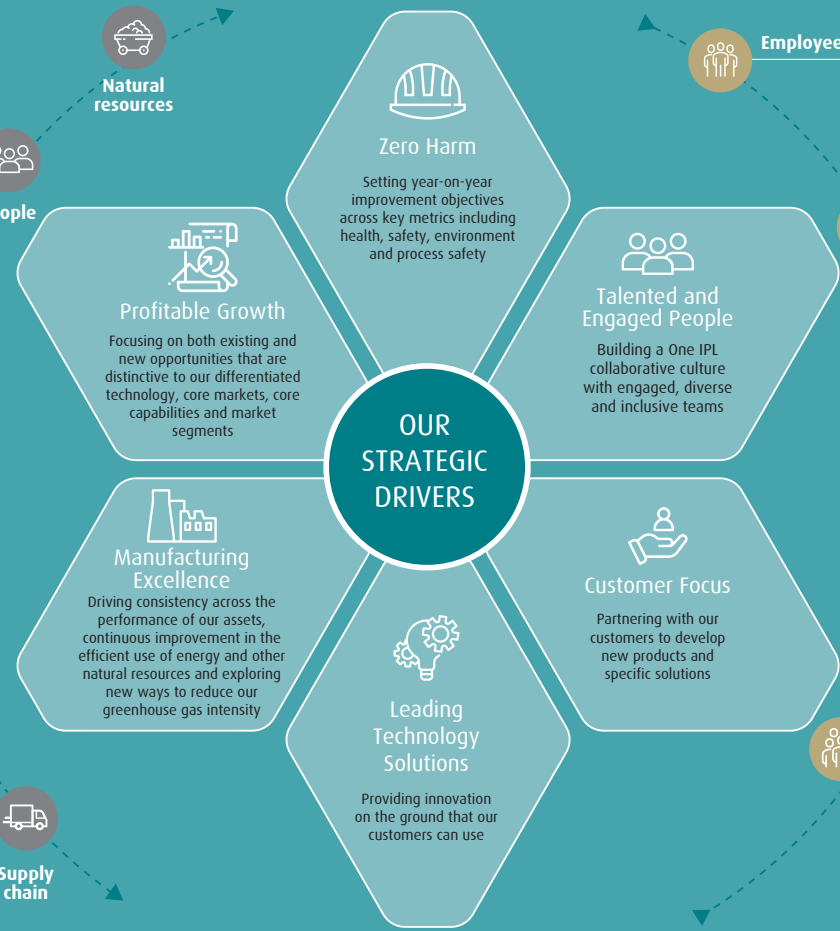 Natural
resources
Employee
ople
Zero Harm
Setting year-on-year
improvement objectives
across key metrics including
health, safety, environment
and process safety
Profitable Growth
Focusing on both existing and
new opportunities that are
distinctive to our differentiated
technology, core markets, core
capabilities and market
segments
Talented and
Engaged People
Building a One IPL
collaborative culture
with engaged, diverse
and inclusive teams
OUR
STRATEGIC
DRIVERS
Manufacturing
Excellence
Driving consistency across the
performance of our assets,
continuous improvement in the
efficient use of energy and other
natural resources and exploring
new ways to reduce our
greenhouse gas intensity
Customer Focus
Partnering with our
customers to develop
new products and
specific solutions
Leading
Technology
Solutions
Providing innovation
on the ground that our
customers can use
Supply
chain